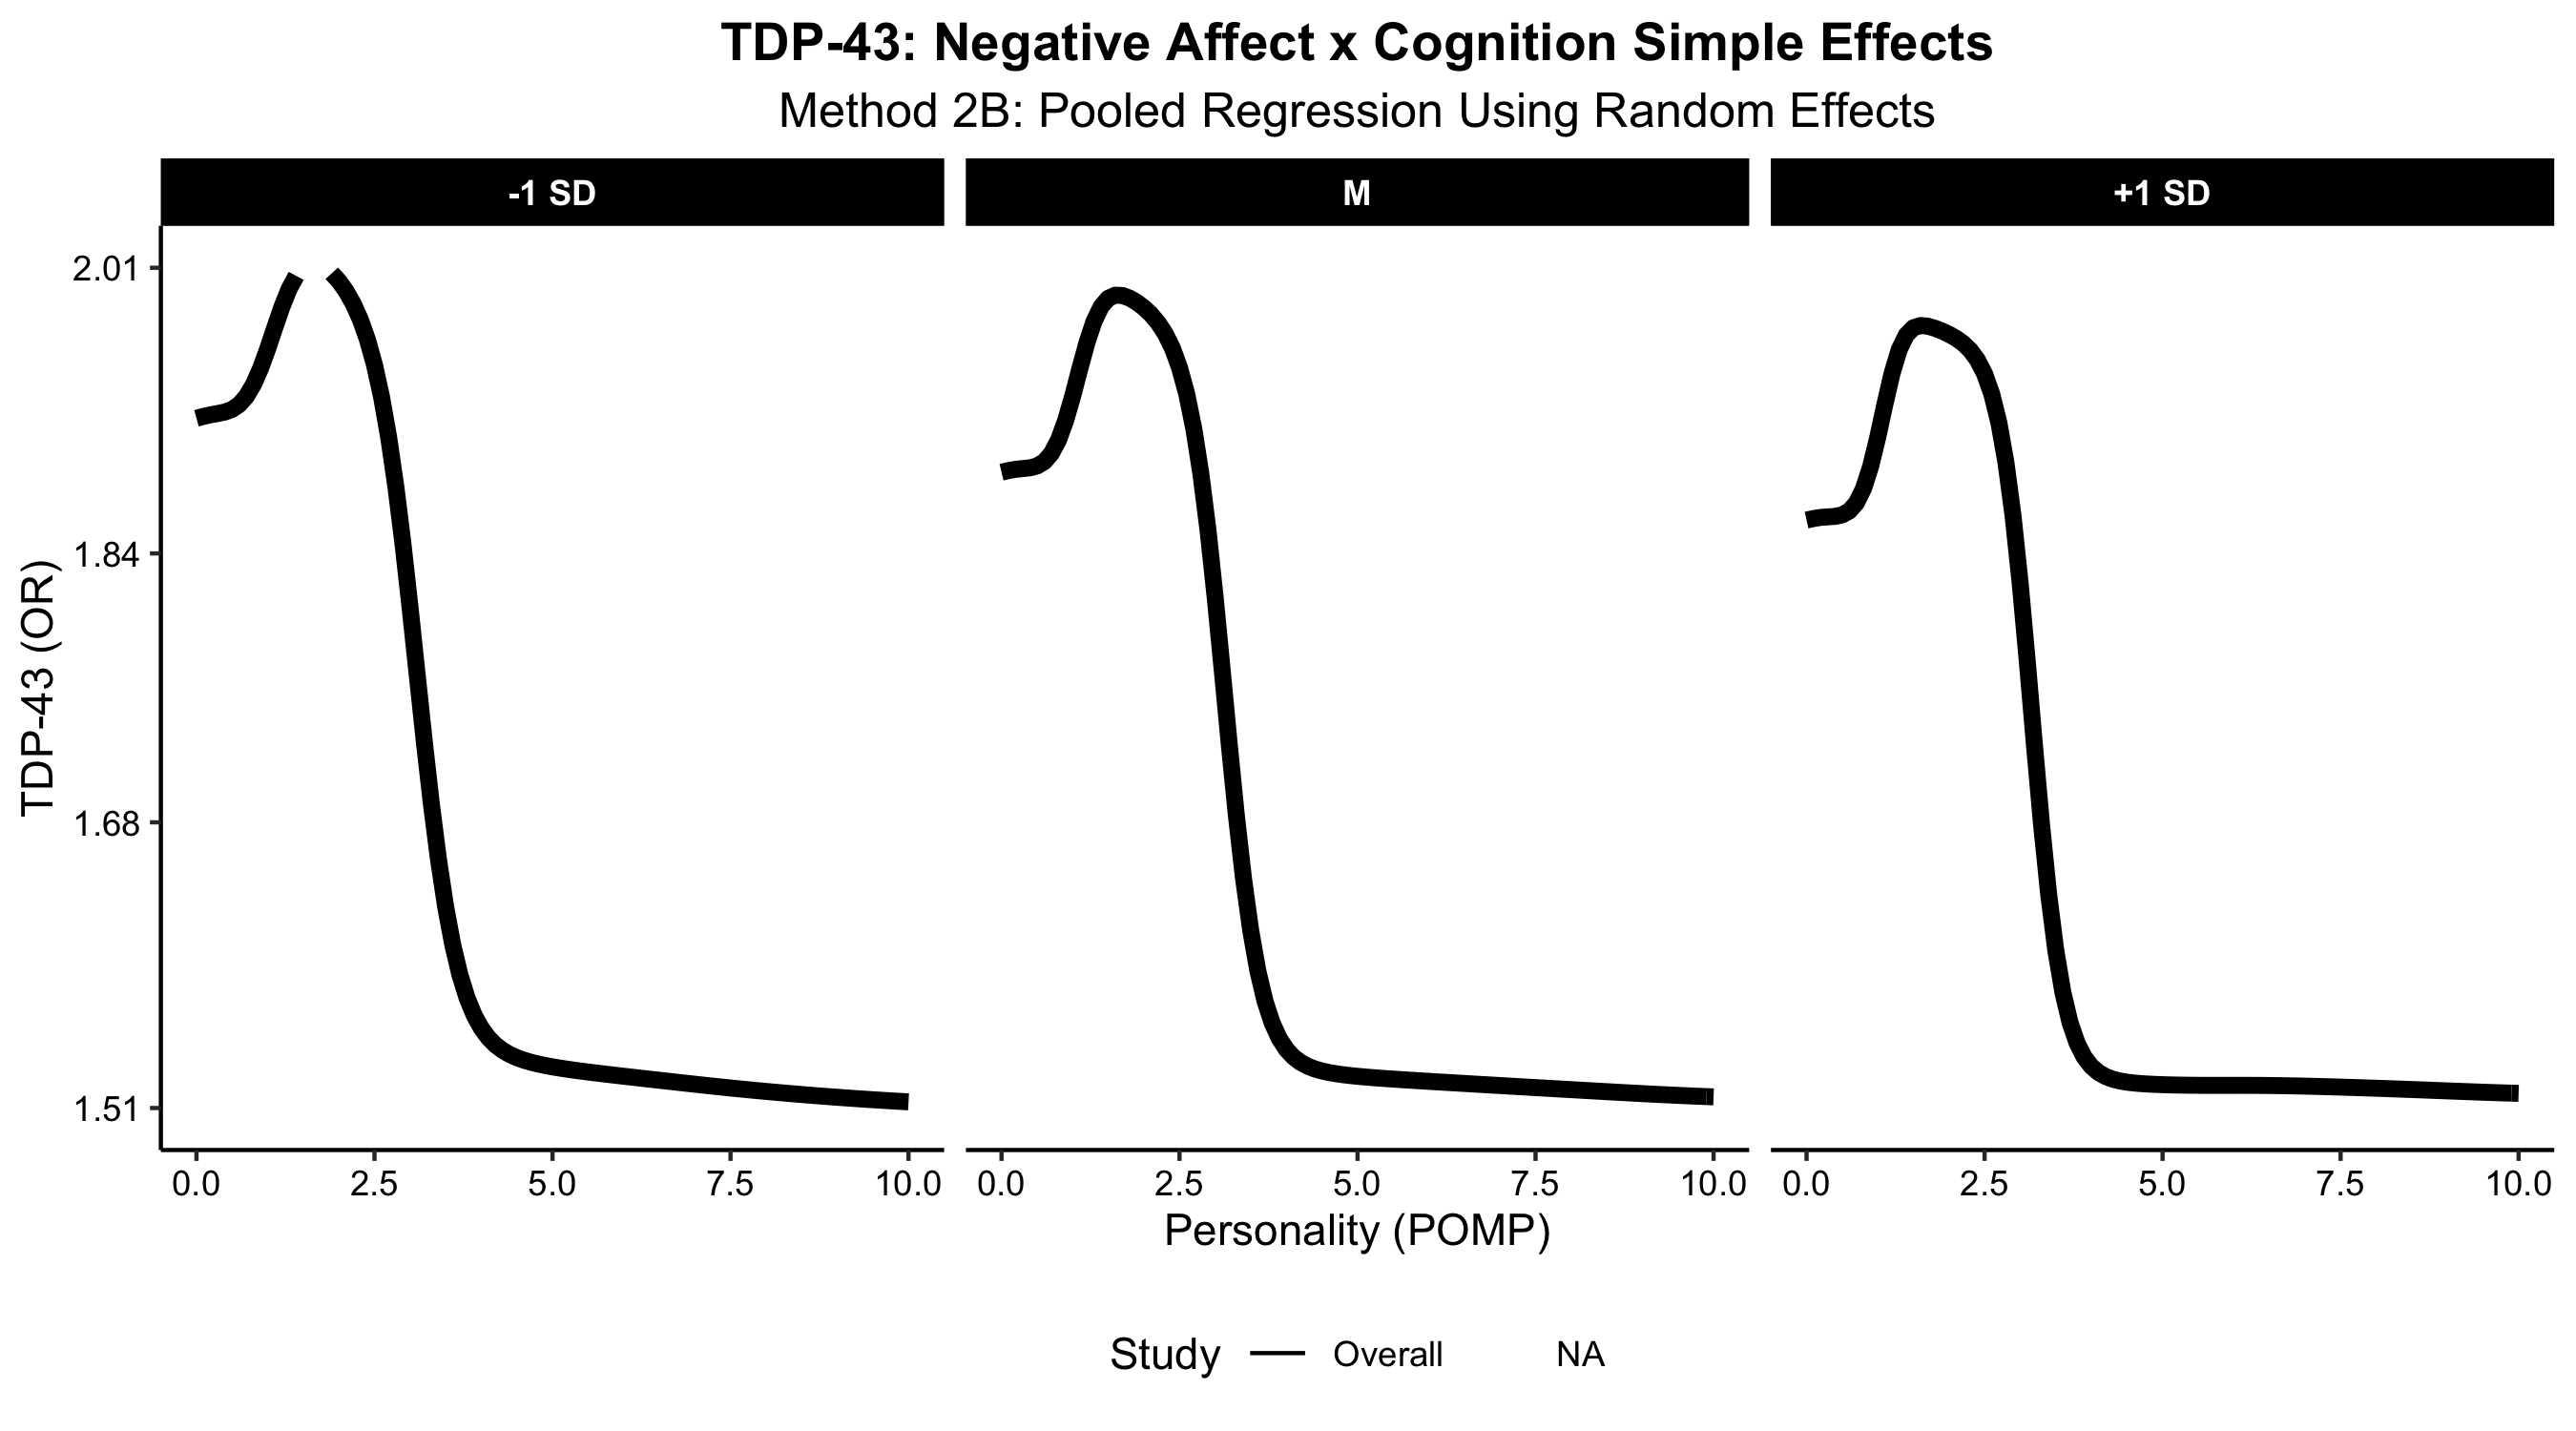 TDP-43: Negative Affect x Cognition Simple Effects
Method 2B: Pooled Regression Using Random Effects
-1 SD M +1 SD
TDP-43 (OR)
2.01
1.84
1.68
1.51
0.0 2.5 5.0 7.5 10.0 0.0 2.5 5.0 7.5 10.0 0.0 2.5 5.0 7.5 10.0
Personality (POMP)
Study Overall NA